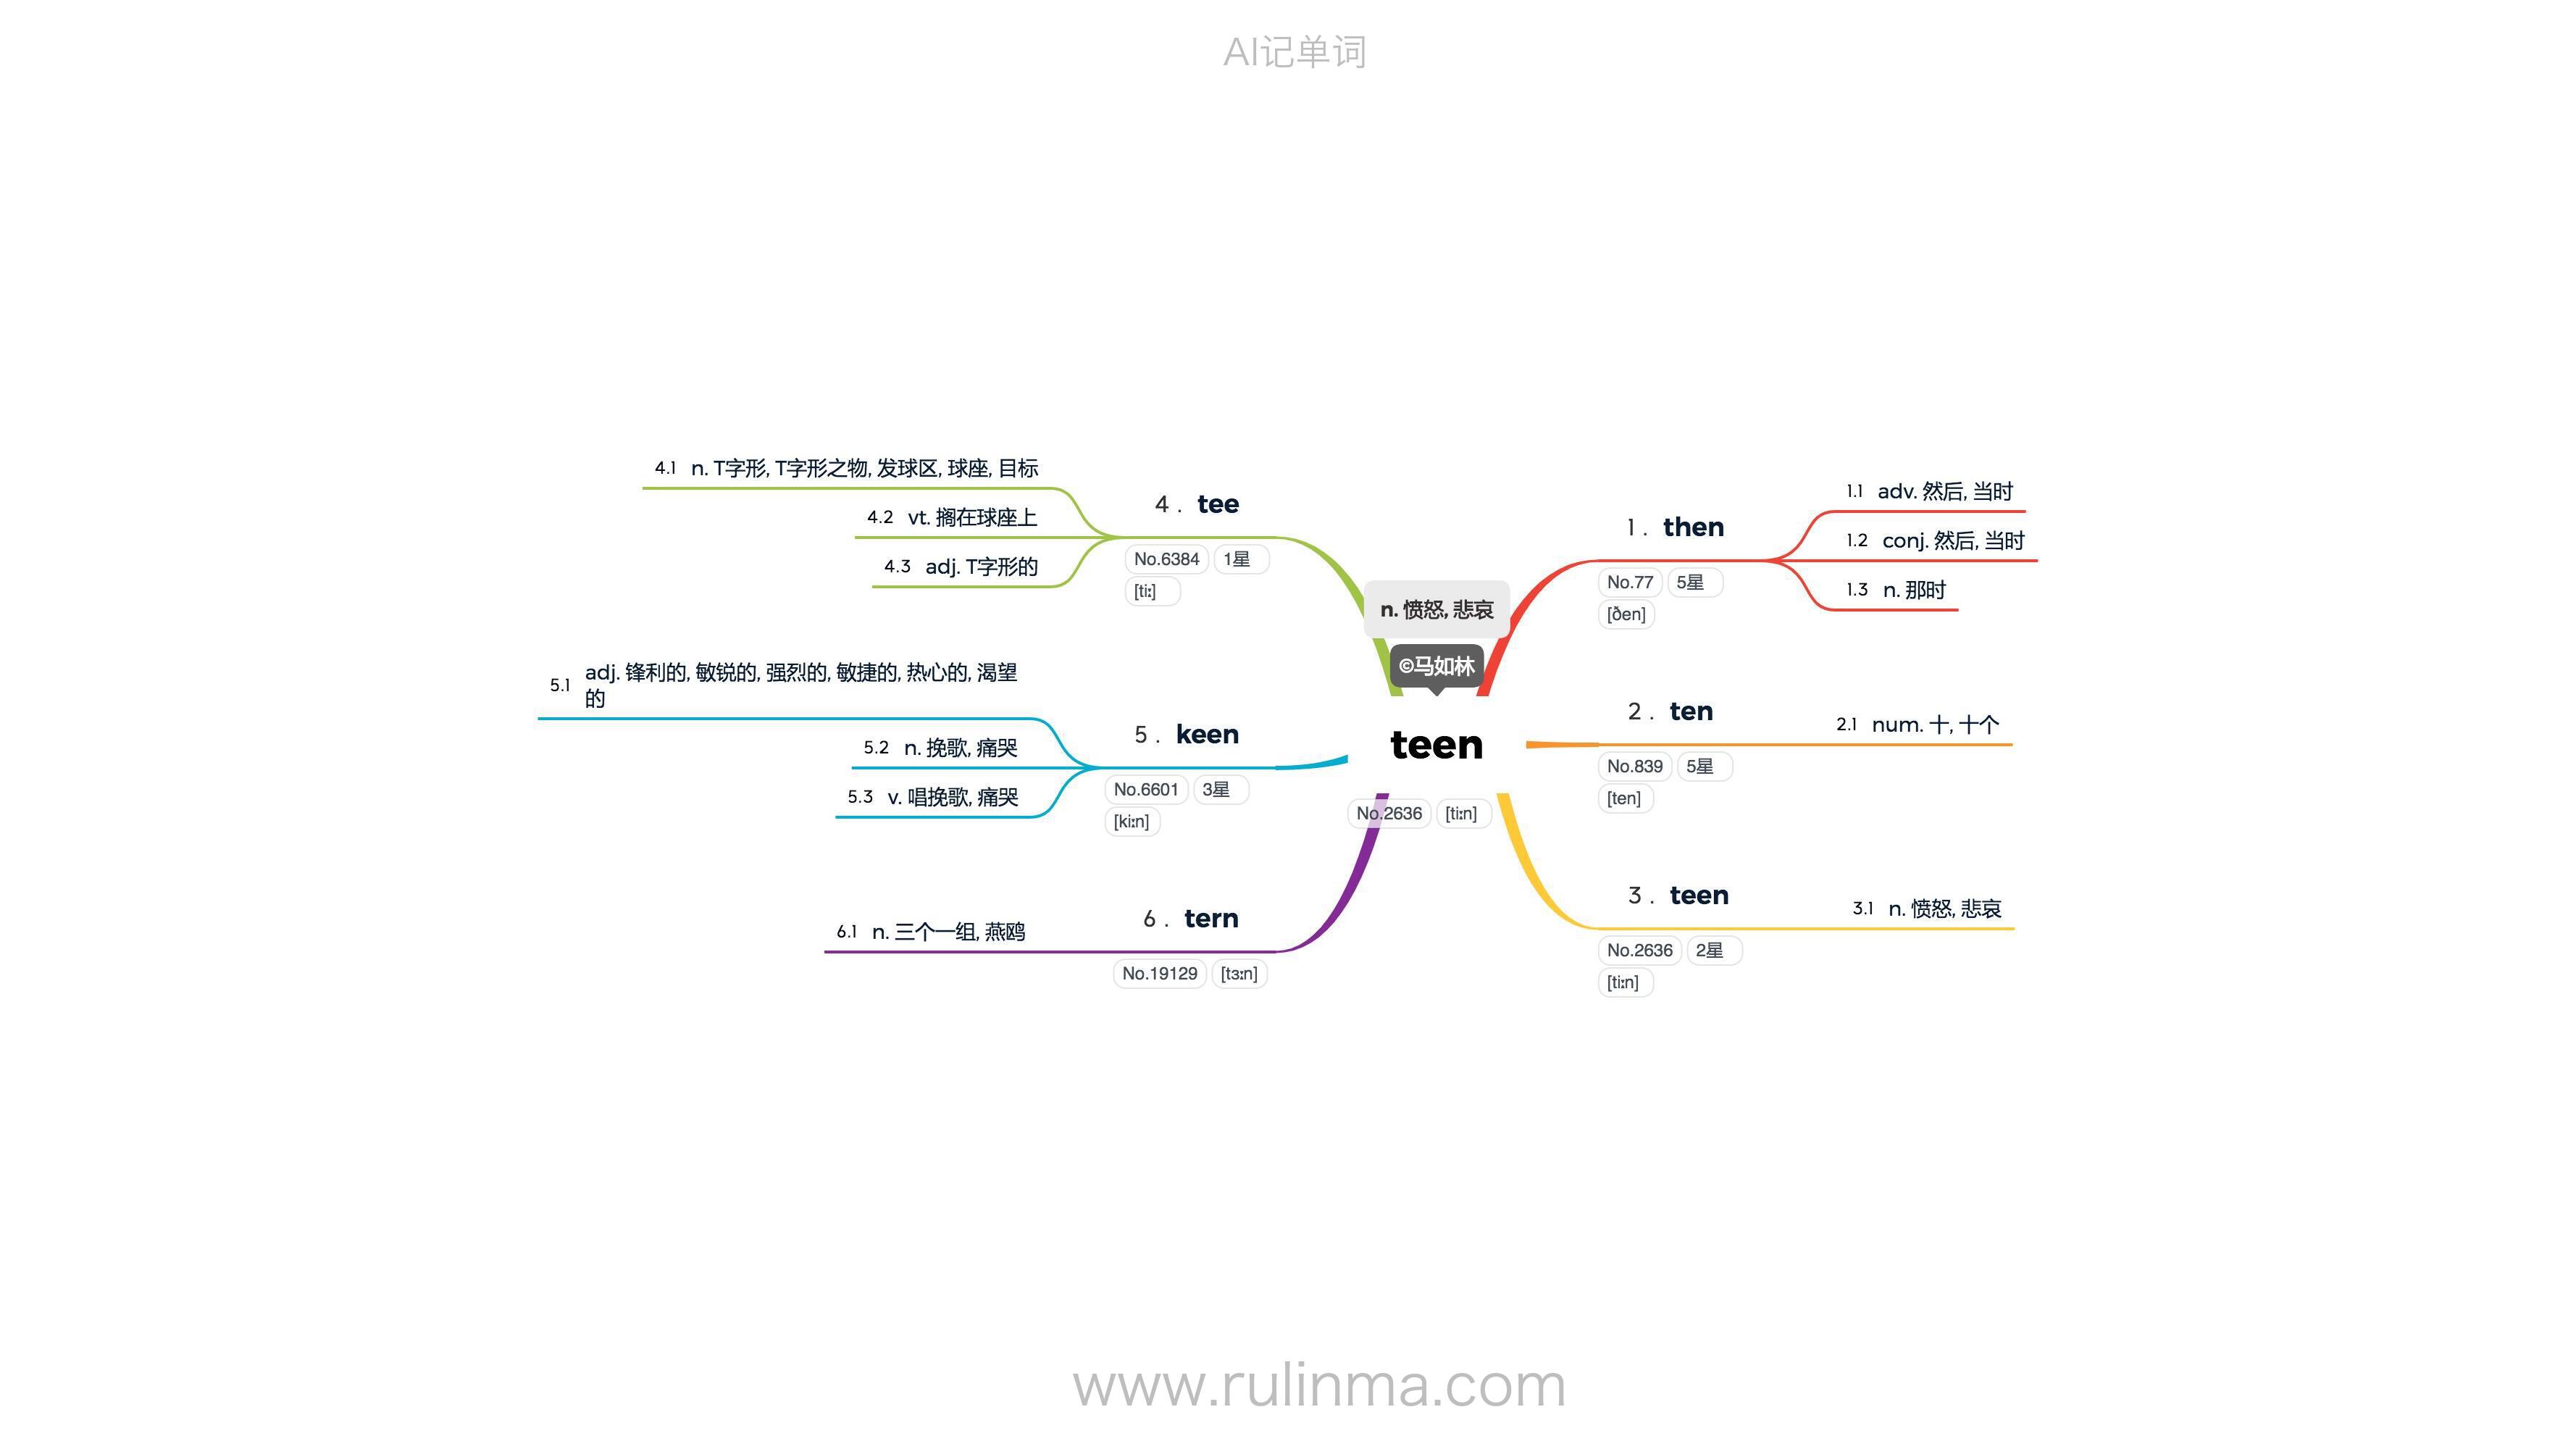 AI记单词
n. 愤怒, 悲哀
©马如林
teen
No.2636 [tiːn]
1 . then
No.77 5星
[ðen]
1.1 adv. 然后, 当时
1.2 conj. 然后, 当时
1.3 n. 那时
2 . ten
No.839 5星
[ten]
2.1 num. 十, 十个
3 . teen
No.2636 2星
[tiːn]
3.1 n. 愤怒, 悲哀
4 . tee
No.6384 1星
[tiː]
4.1 n. T字形, T字形之物, 发球区, 球座, 目标
4.2 vt. 搁在球座上
4.3 adj. T字形的
5 . keen
No.6601 3星
[kiːn]
5.1 adj. 锋利的, 敏锐的, 强烈的, 敏捷的, 热心的, 渴望
的
5.2 n. 挽歌, 痛哭
5.3 v. 唱挽歌, 痛哭
6 . tern
No.19129 [tɜːn]
6.1 n. 三个一组, 燕鸥
www.rulinma.com